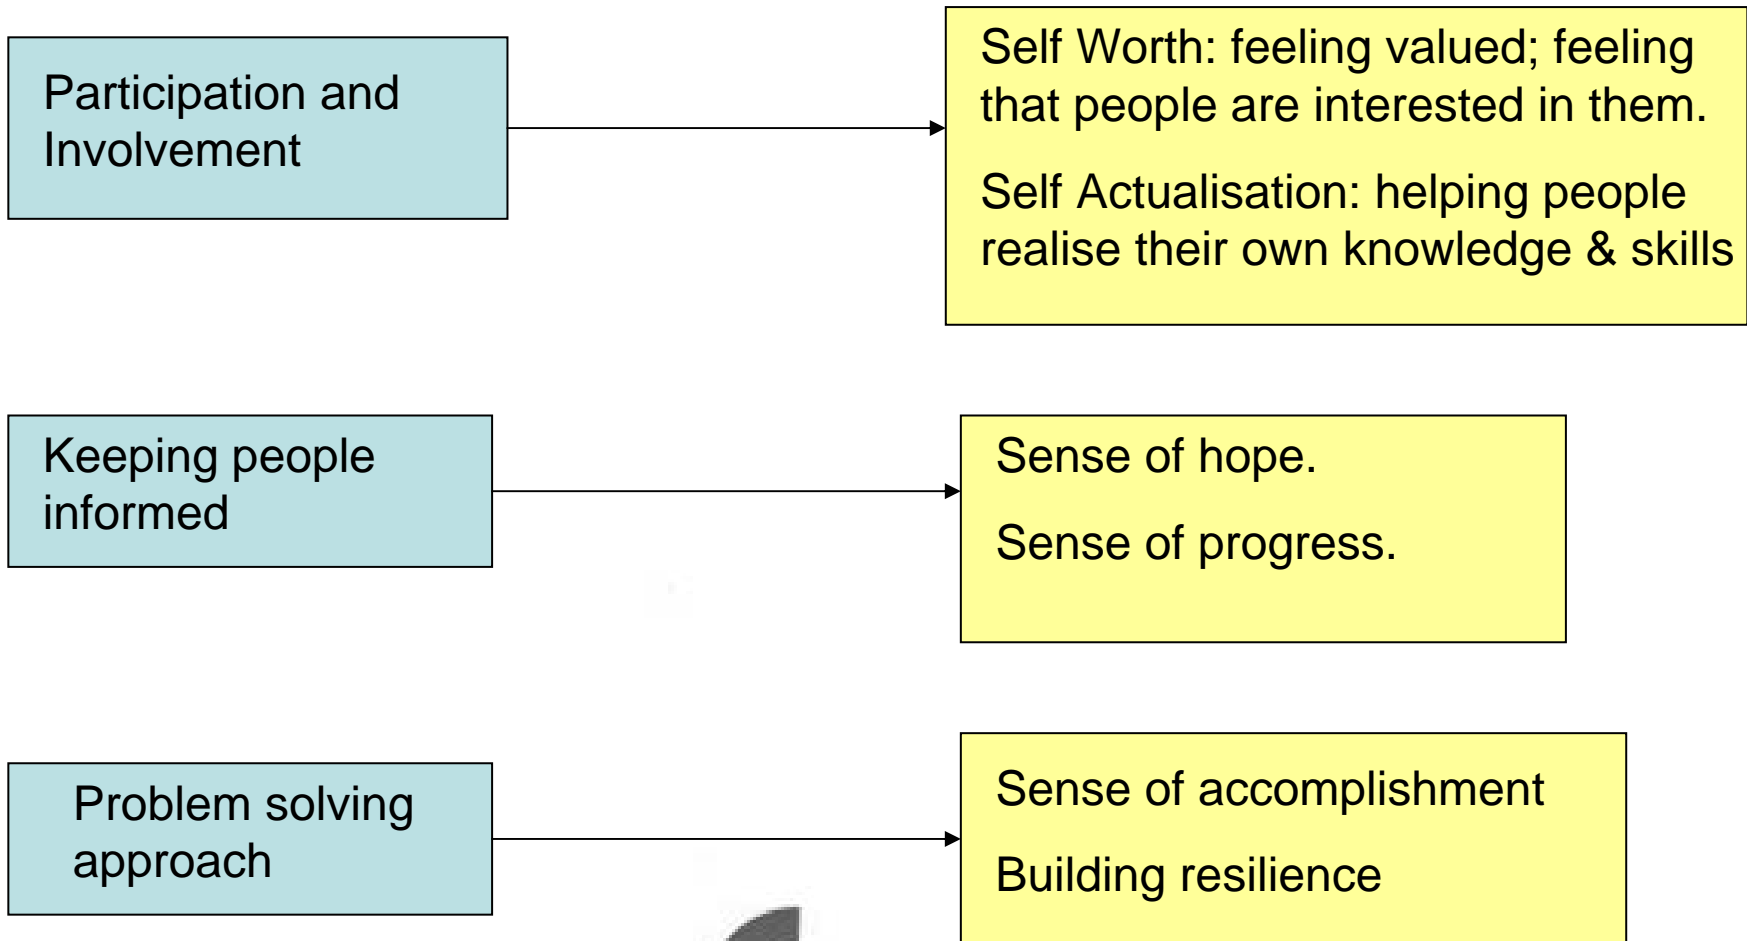 Participation and
Involvement
Self Worth: feeling valued; feeling
that people are interested in them.
Self Actualisation: helping people
realise their own knowledge & skills
Keeping people
informed
Sense of hope.
Sense of progress.
Problem solving
approach
Sense of accomplishment
Building resilience